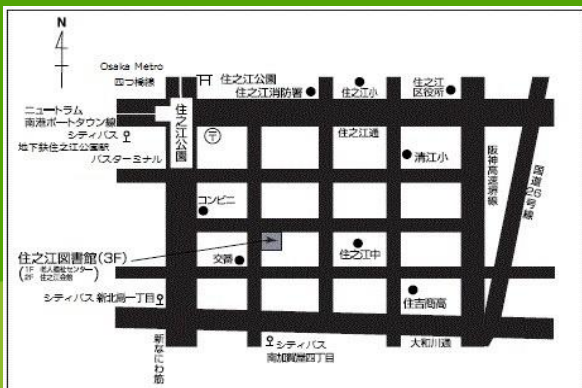 N
Osaka Metro
四つ橋線
住之江公園
住之江消防署
住之江小
住之江
区役所
ニュートラム
南港ポートタウン線
シティバス
地下鉄住之江公園駅
バスターミナル
住之江公園
〒
住之江通
清江小
阪神高速堺線
国道26号線
コンビニ
住之江図書館(3F)
(1F 老人福祉センター
2F 住之江会館)
交番
住之江中
シティバス 新北島一丁目
住吉商高
新なにわ筋
シティバス
南加賀屋四丁目
大和川通